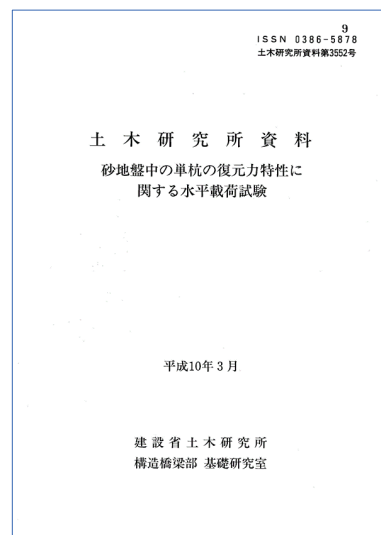 9
ISSN 0386-5878
土木研究所資料第3552号
土木研究所資料
砂地盤中の単杭の復元力特性に
関する水平載荷試験
平成10年3月
建設省土木研究所
構造橋梁部 基礎研究室